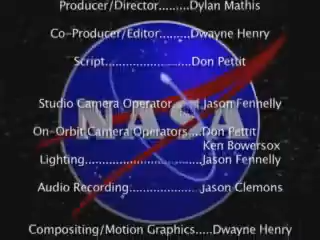 Producer/Director.........Dylan Mathis
Co-Producer/Editor.........Dwayne Henry
Script.........................Don Pettit
NASA
Studio Camera Operator........Jason Fennelly
On-Orbit Camera Operators....Don Pettit
Ken Bowersox
Lighting..................................Jason Fennelly
Audio Recording.....................Jason Clemons
Compositing/Motion Graphics.....Dwayne Henry